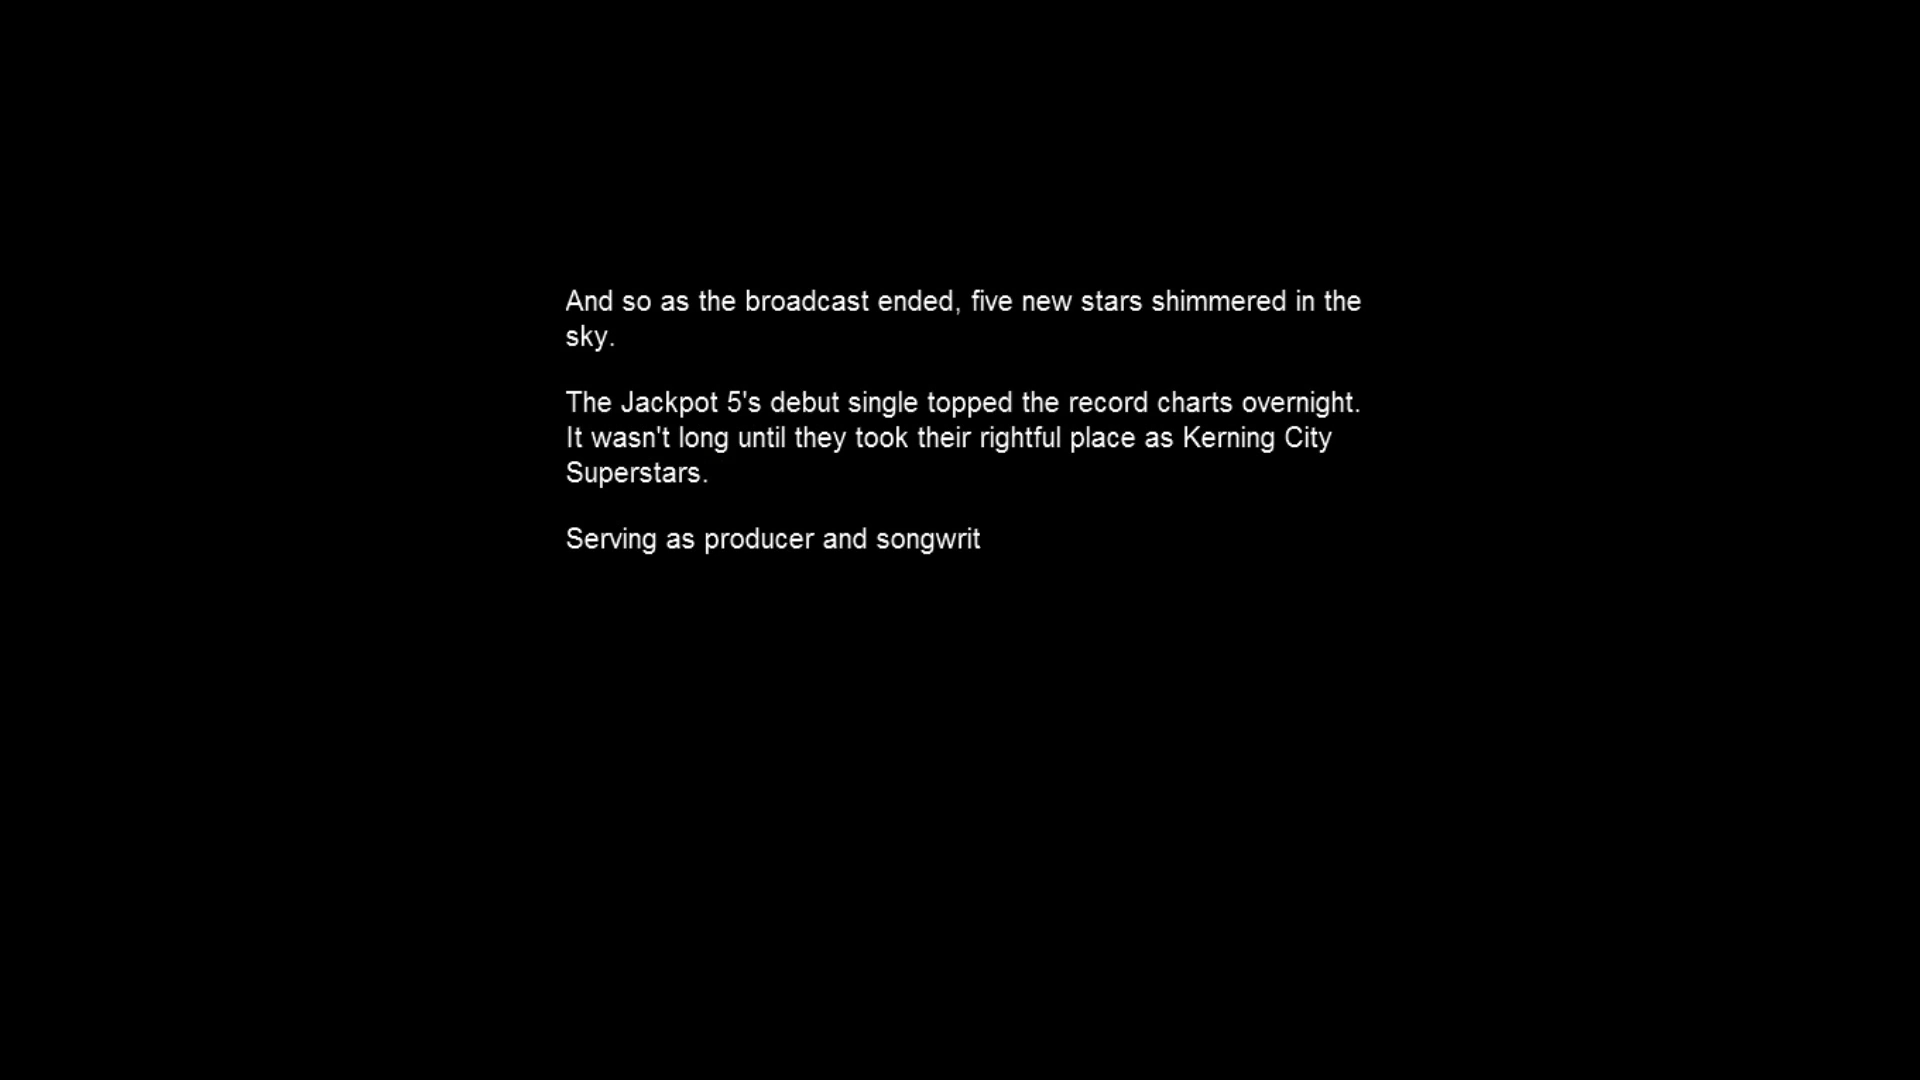 And so as the broadcast ended, five new stars shimmered in the
sky.
The Jackpot 5's debut single topped the record charts overnight.
It wasn't long until they took their rightful place as Kerning City
Superstars.
Serving as producer and songwrit